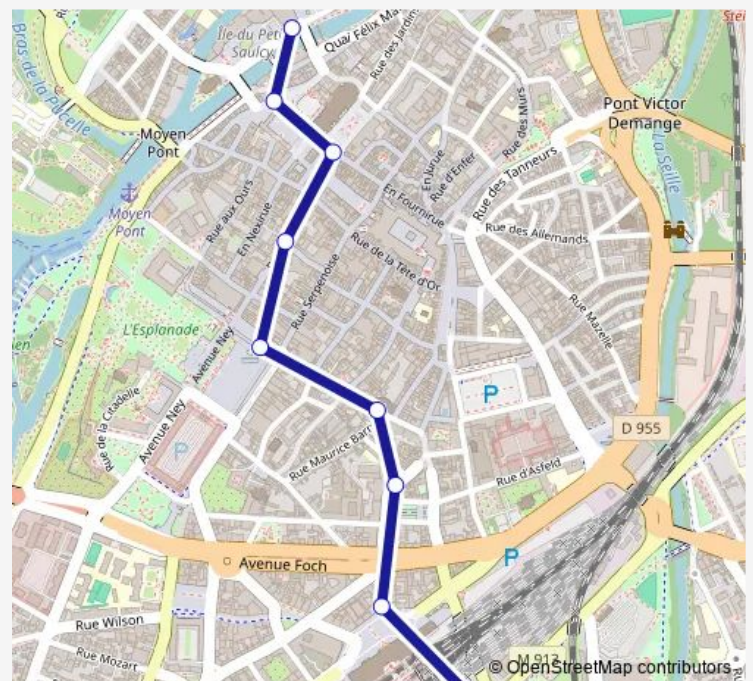 Île du Pet
Saulcy
Quai Félix Ma
Rue des Jardins
Bras de la Pucelle
Moyen
Pont
Moyen
Pont
Pont Victor
Demange
La Seille
Rue des Murs
Rue d'Enfer
En Jurue
Rue des Tanneurs
En Fournirue
Rue des Allemands
Rue aux Ours
En Nexirue
Rue de la Tête d'Or
Rue Serpenoise
Rue Mazelle
L'Esplanade
Avenue Ney
Rue de la Citadelle
Avenue Ney
P
P
Rue Maurice Barr
D 955
Rue d'Asfeld
P
Avenue Foch
Rue Wilson
Rue Mozart
M 913
© OpenStreetMap contributors